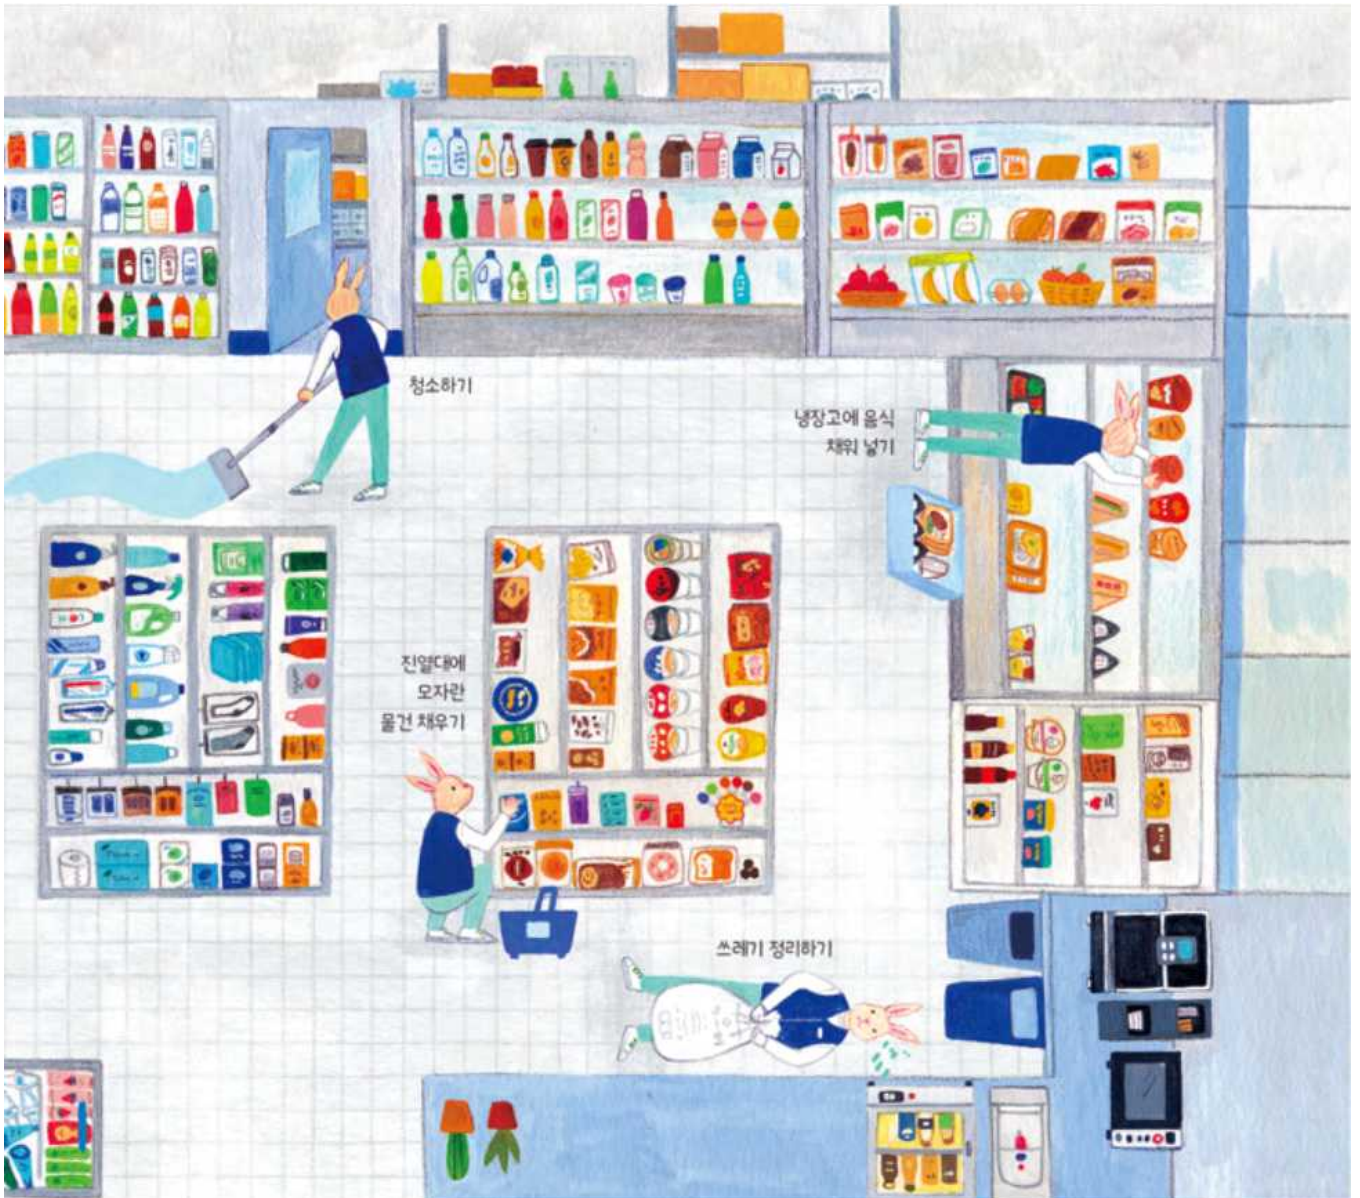 청소하기
냉장고에 음식
채워 넣기
진열대에
모자란
물건 채우기
쓰레기 정리하기